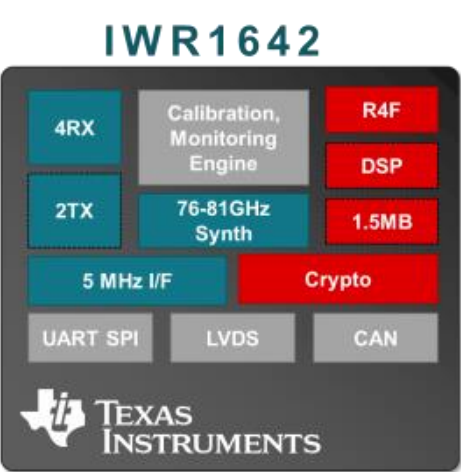 IWR1642
4RX
Calibration,
Monitoring
Engine
R4F
DSP
2TX
76-81GHz
Synth
1.5MB
5 MHz I/F
Crypto
UART SPI
LVDS
CAN
TEXAS
INSTRUMENTS